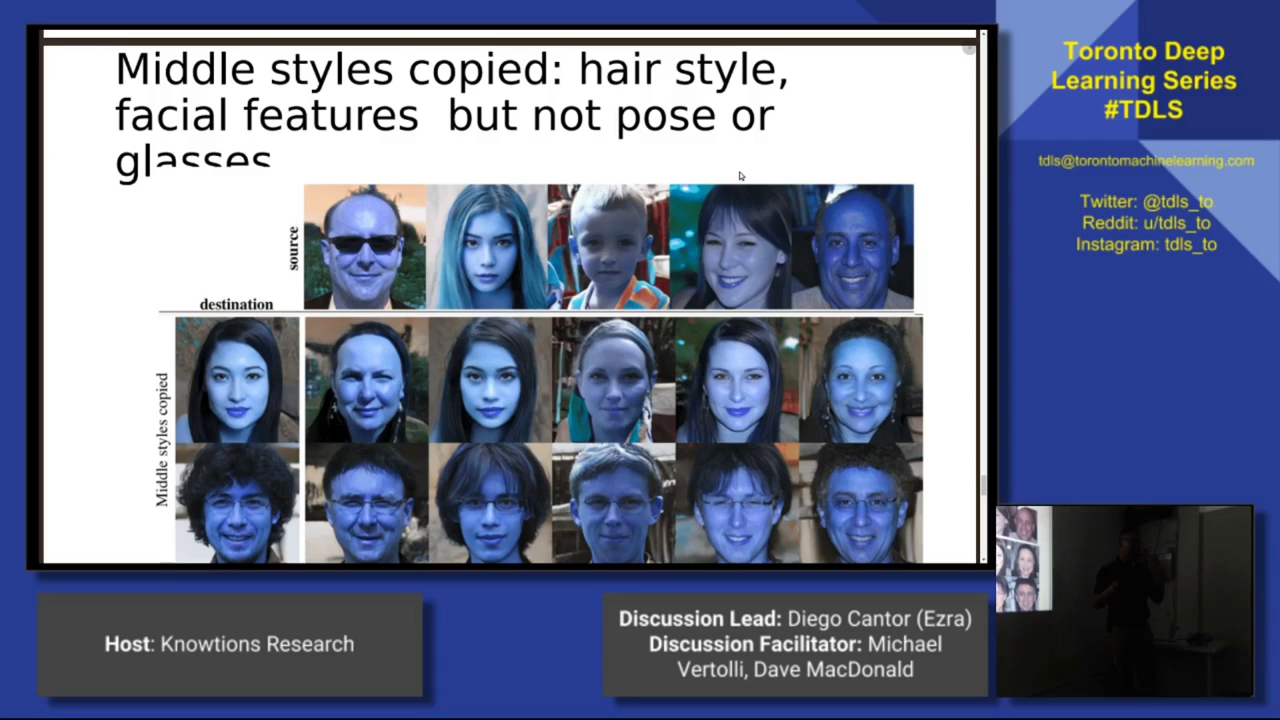 Middle styles copied: hair style,
facial features but not pose or
glasses
source
destination
Middle styles copied
Toronto Deep
Learning Series
#TDLS
tdls@torontomachinelearning.com
Twitter: @tdls_to
Reddit: u/tdls_to
Instagram: tdls_to
Host: Knowtions Research
Discussion Lead: Diego Cantor (Ezra)
Discussion Facilitator: Michael
Vertolli, Dave MacDonald